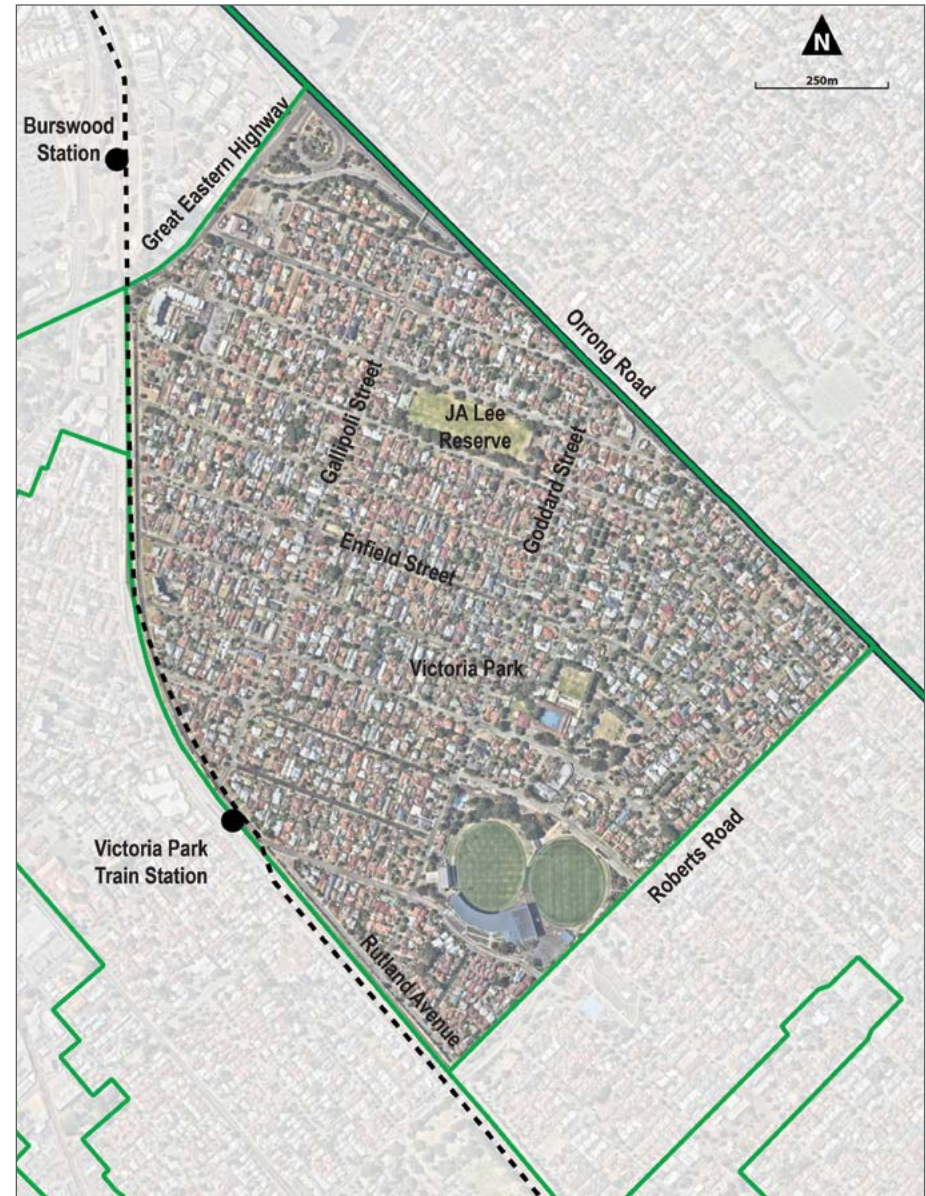 N
250m
Burswood
Station
Great Eastern Highway
Orrong Road
Gallipoli Street
JA Lee
Reserve
Goddard Street
Enfield Street
Victoria Park
Victoria Park
Train Station
Roberts Road
Rutland Avenue